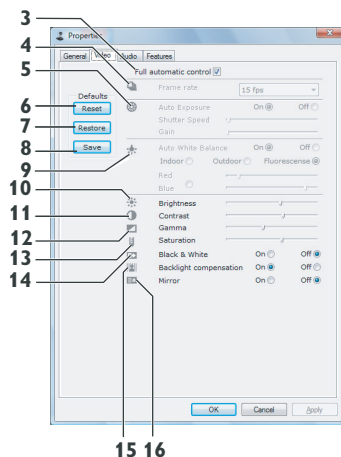 3
4
5
6
7
8
9
10
11
12
13
14
15 16
Properties
General Video Audio Features
Full automatic control
Defaults
Reset
Restore
Save
Frame rate 15 fps
Auto Exposure On Off
Shutter Speed
Gain
Auto White Balance On Off
Indoor Outdoor Fluorescense
Red
Blue
Brightness
Contrast
Gamma
Saturation
Black & White On Off
Backlight compensation On Off
Mirror On Off
OK Cancel Apply